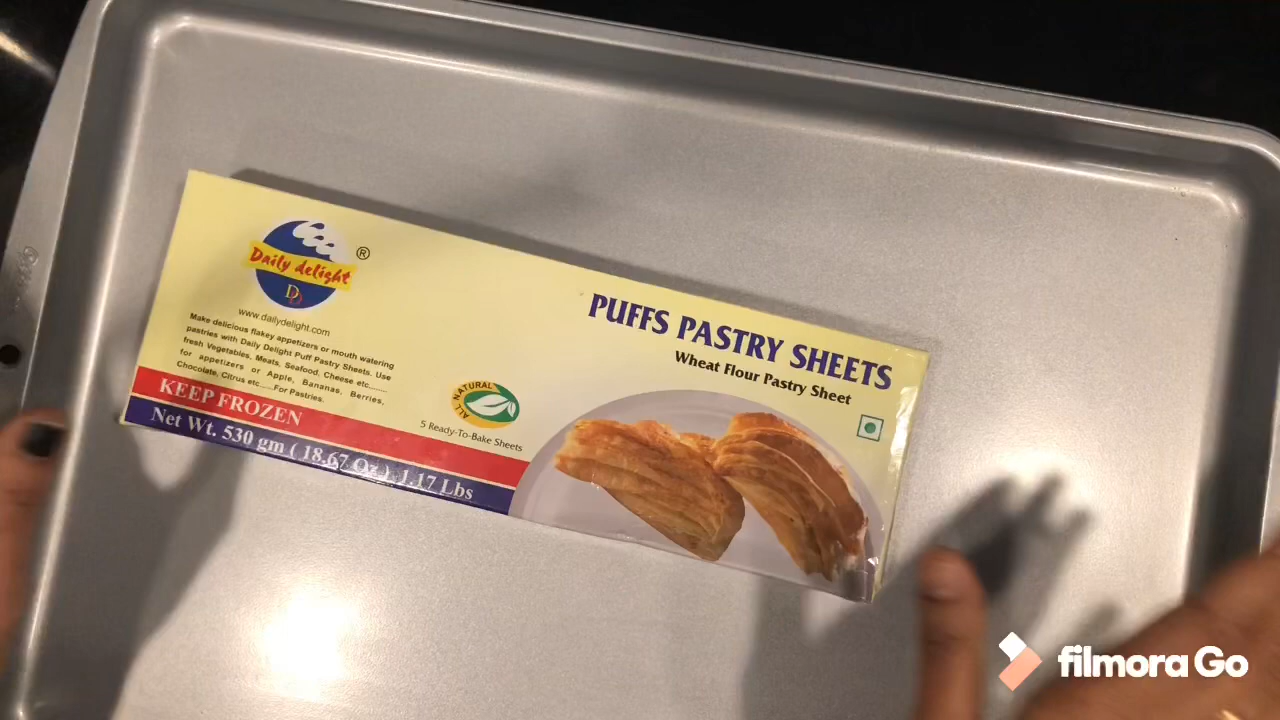 Daily delight
®
DD
www.dailydelight.com
Make delicious flakey appetizers or mouth watering
pastries with Daily Delight Puff Pastry Sheets. Use
fresh Vegetables, Meats, Seafood, Cheese etc........
for appetizers or Apple, Bananas, Berries,
Chocolate, Citrus etc......For Pastries.
KEEP FROZEN
Net Wt. 530 gm ( 18.67 Oz ) 1.17 Lbs
ALL NATURAL
5 Ready-To-Bake Sheets
PUFFS PASTRY SHEETS
Wheat Flour Pastry Sheet
filmora Go